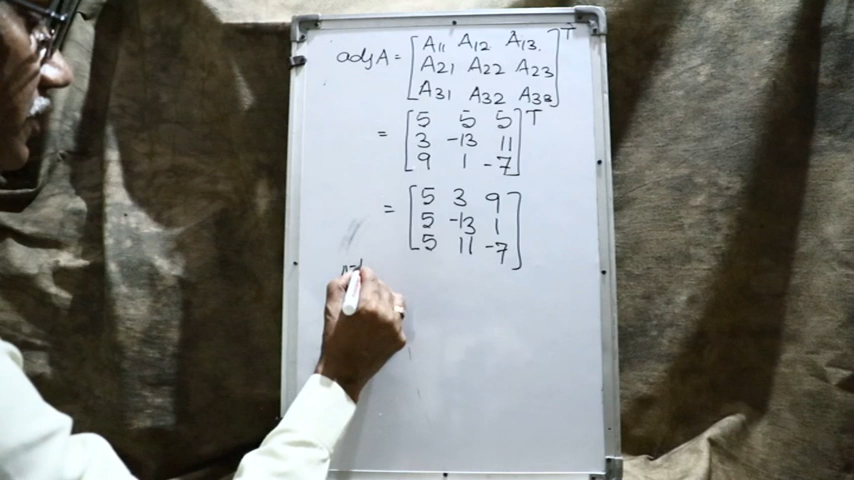 adjA = [A11 A12 A13.]T
[A21 A22 A23]
[A31 A32 A33]
= [5 5 5]T
[3 -13 11]
[9 1 -7]
= [5 3 9]
[5 -13 1]
[5 11 -7]